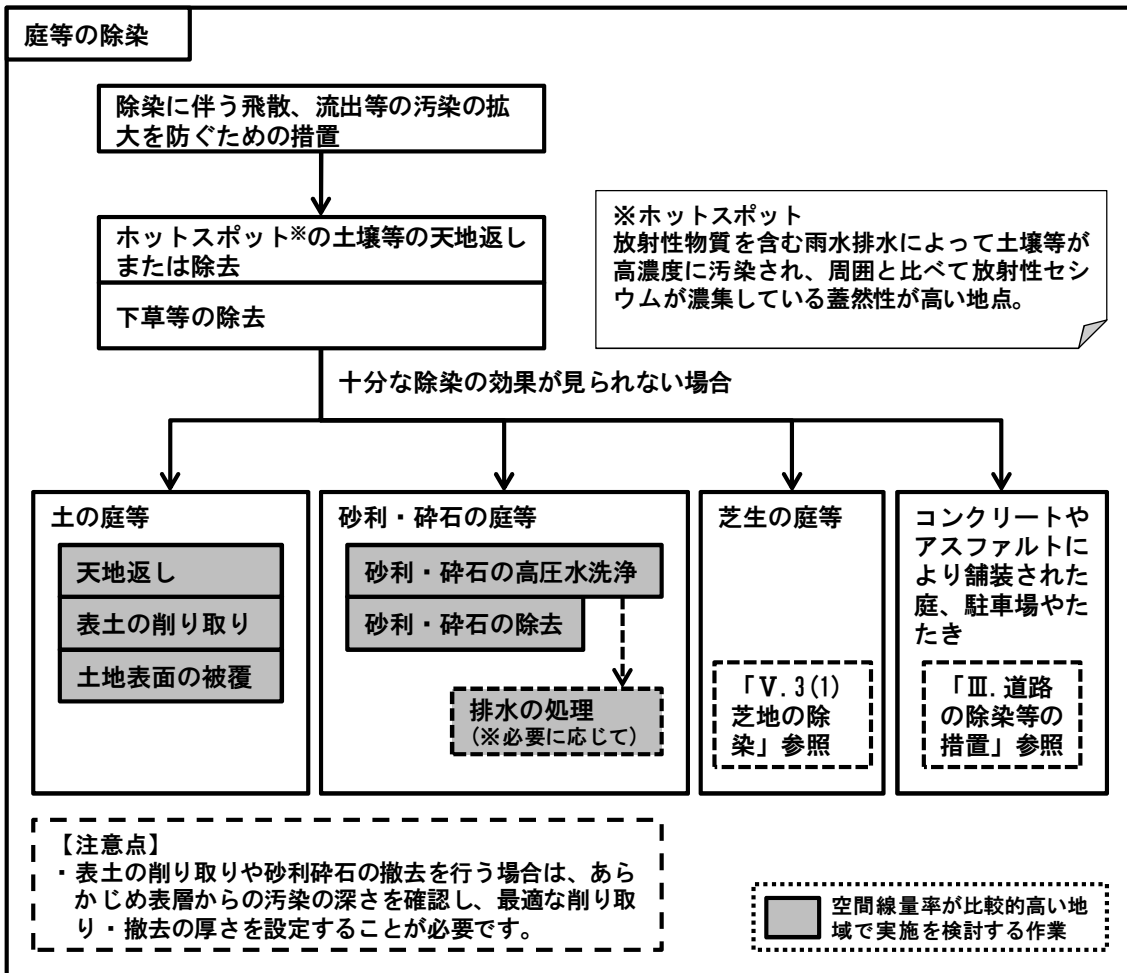 庭等の除染
除染に伴う飛散、流出等の汚染の拡
大を防ぐための措置
ホットスポット※の土壌等の天地返し
または除去
下草等の除去
※ホットスポット
放射性物質を含む雨水排水によって土壌等が
高濃度に汚染され、周囲と比べて放射性セシ
ウムが濃集している蓋然性が高い地点。
十分な除染の効果が見られない場合
土の庭等
天地返し
表土の削り取り
土地表面の被覆
砂利・砕石の庭等
砂利・砕石の高圧水洗浄
砂利・砕石の除去
排水の処理
(※必要に応じて)
芝生の庭等
「Ⅴ.3(1)
芝地の除
染」参照
コンクリートや
アスファルトに
より舗装された
庭、駐車場やた
たき
「Ⅲ.道路
の除染等の
措置」参照
【注意点】
・表土の削り取りや砂利砕石の撤去を行う場合は、あら
かじめ表層からの汚染の深さを確認し、最適な削り取
り・撤去の厚さを設定することが必要です。
空間線量率が比較的高い地
域で実施を検討する作業